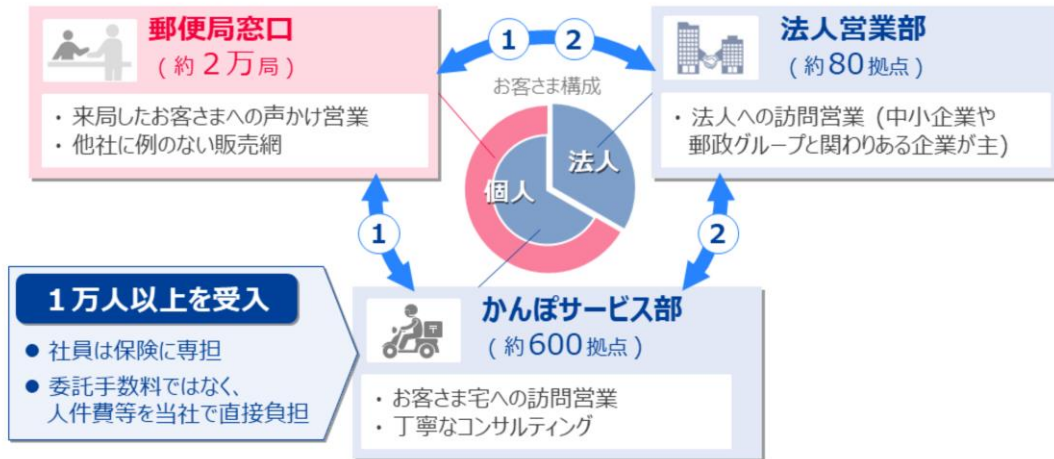 郵便局窓口
（約２万局）
・ 来局したお客さまへの声かけ営業
・ 他社に例のない販売網
1
2
法人営業部
（約80拠点）
・ 法人への訪問営業（中小企業や
郵政グループと関わりある企業が主）
お客さま構成
個人
法人
1
2
１万人以上を受入
● 社員は保険に専担
● 委託手数料ではなく、
人件費等を当社で直接負担
〒
かんぽサービス部
（約600拠点）
・ お客さま宅への訪問営業
・ 丁寧なコンサルティング